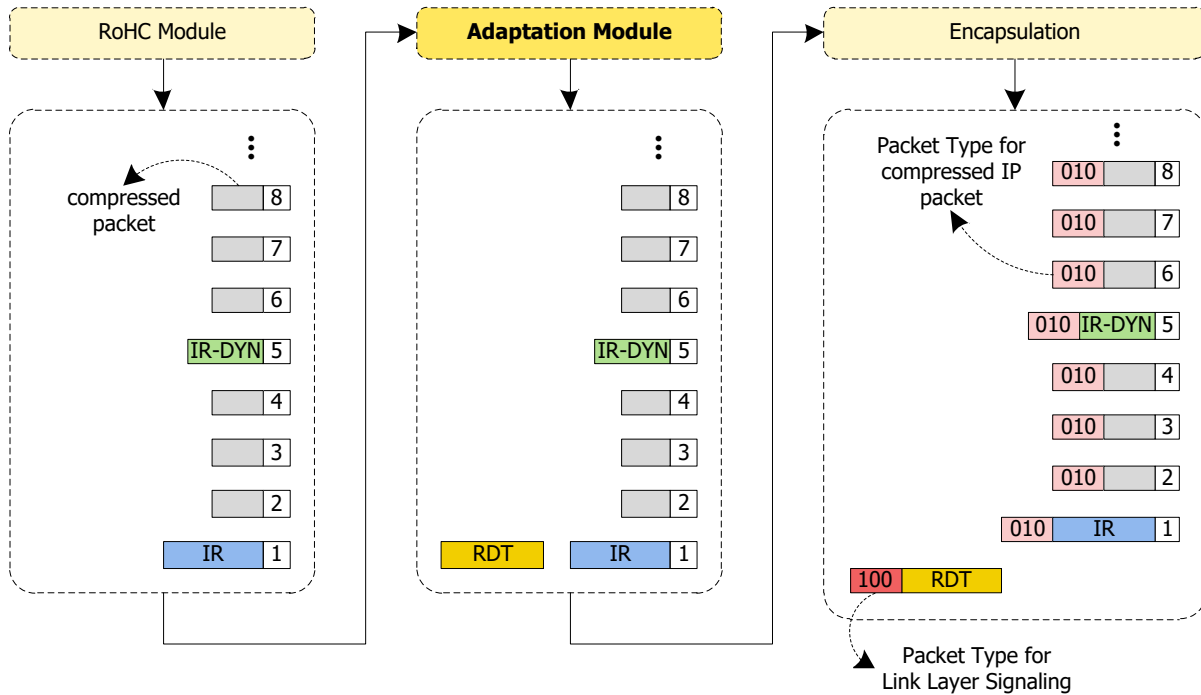 RoHC Module
Adaptation Module
Encapsulation
compressed
packet
8
7
6
IR-DYN 5
4
3
2
IR 1
8
7
6
IR-DYN 5
4
3
2
RDT IR 1
Packet Type for
compressed IP
packet
010 8
010 7
010 6
010 IR-DYN 5
010 4
010 3
010 2
010 IR 1
100 RDT
Packet Type for
Link Layer Signaling